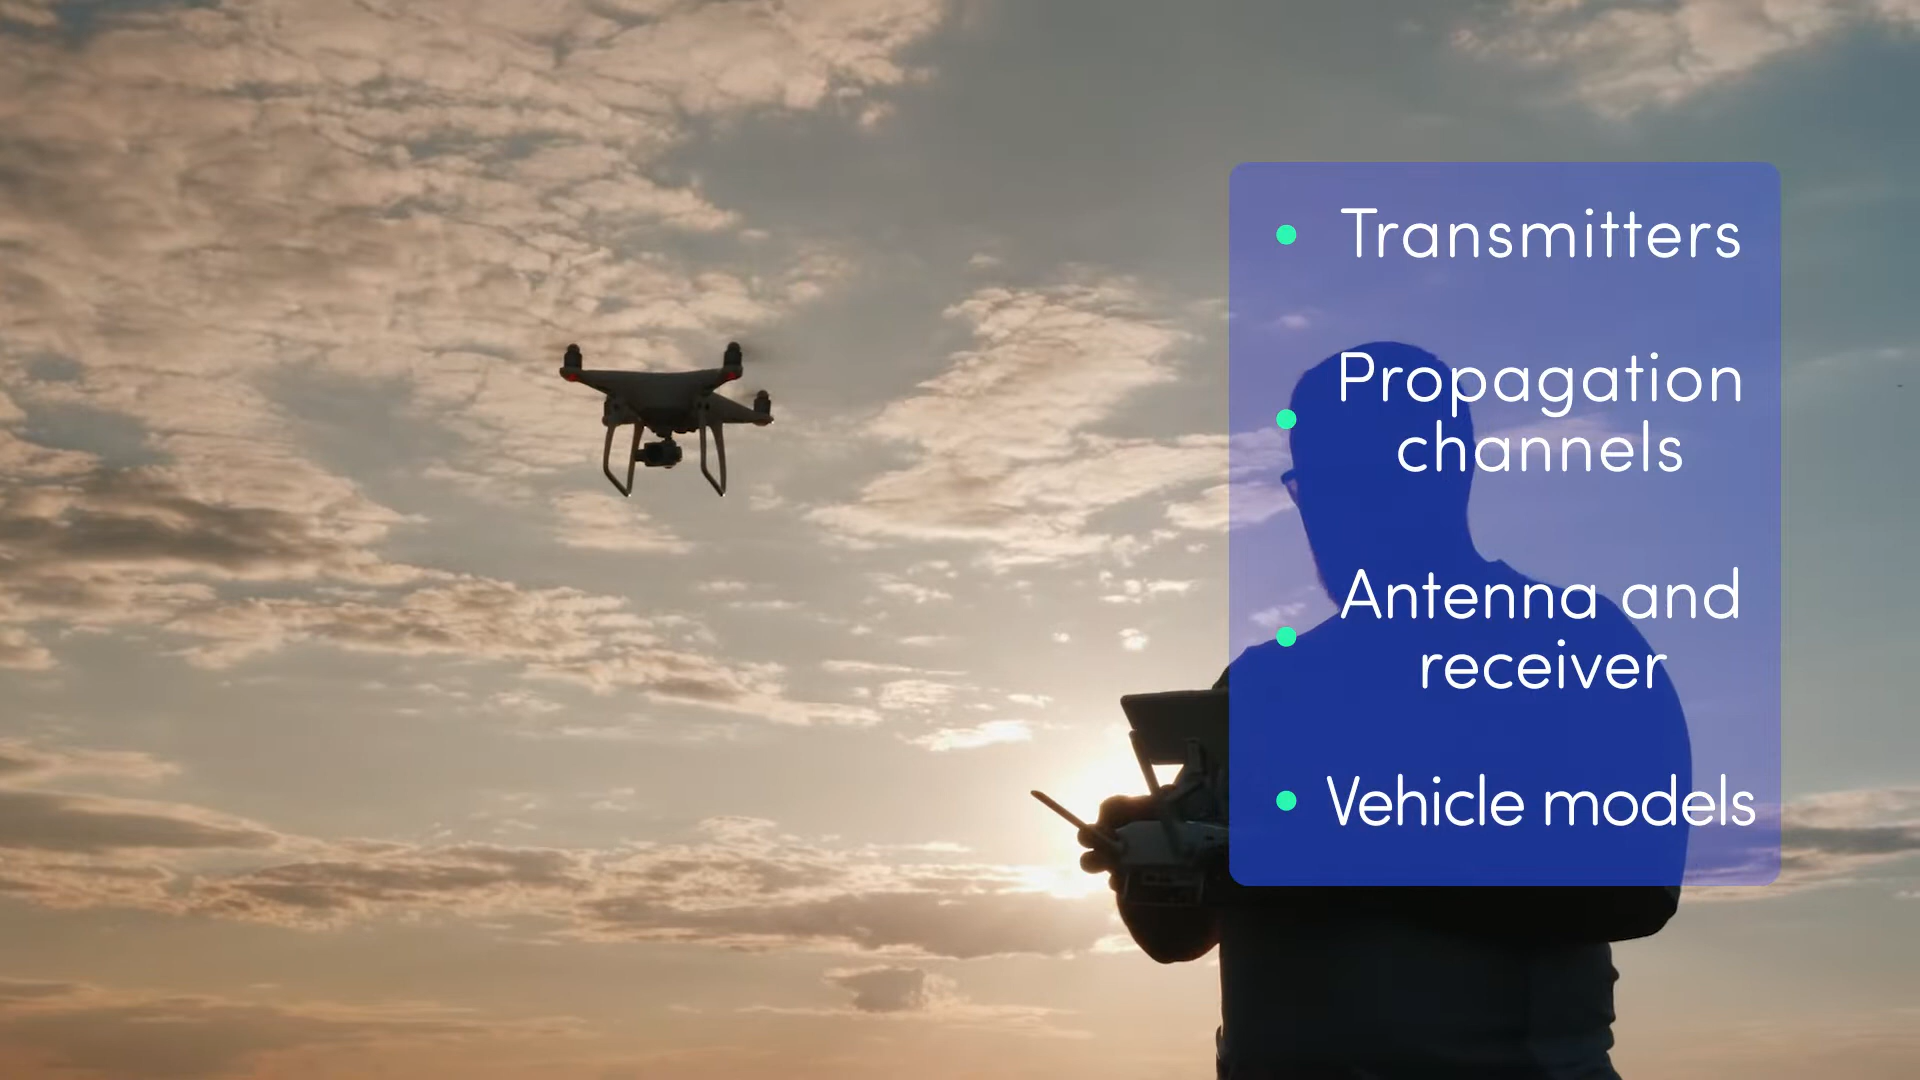 Transmitters
Propagation
channels
Antenna and
receiver
Vehicle models